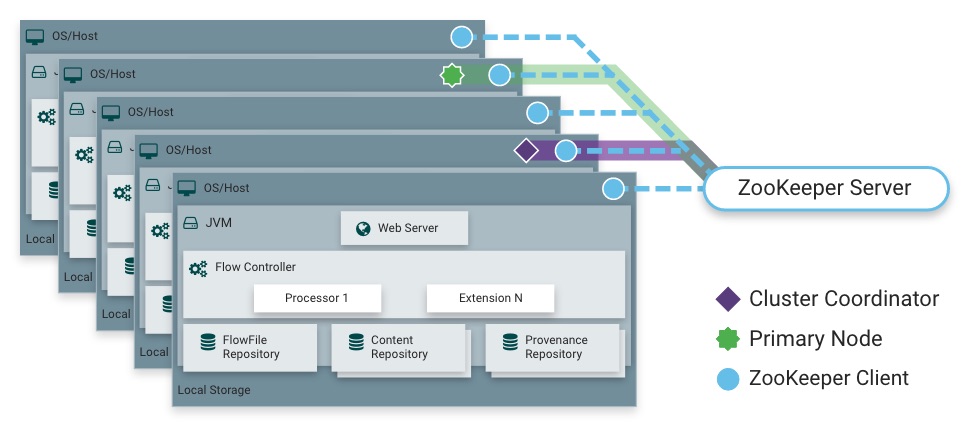 OS/Host
OS/Host
OS/Host
OS/Host
OS/Host
ZooKeeper Server
JVM
Web Server
Flow Controller
Processor 1
Extension N
FlowFile
Repository
Content
Repository
Provenance
Repository
Local Storage
Local
Local
Local
Local
Cluster Coordinator
Primary Node
ZooKeeper Client